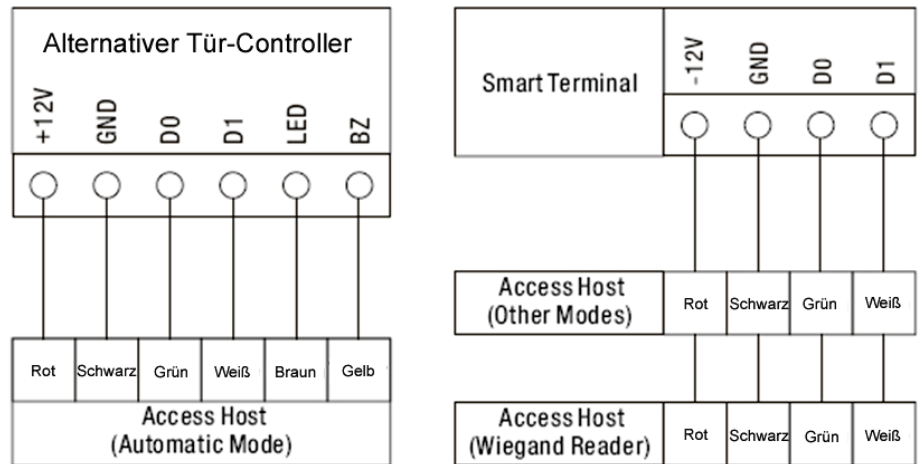 Alternativer Tür-Controller
+12V GND D0 D1 LED BZ
Rot Schwarz Grün Weiß Braun Gelb
Access Host
(Automatic Mode)
Smart Terminal
-12V GND D0 D1
Access Host
(Other Modes)
Rot Schwarz Grün Weiß
Access Host
(Wiegand Reader)
Rot Schwarz Grün Weiß